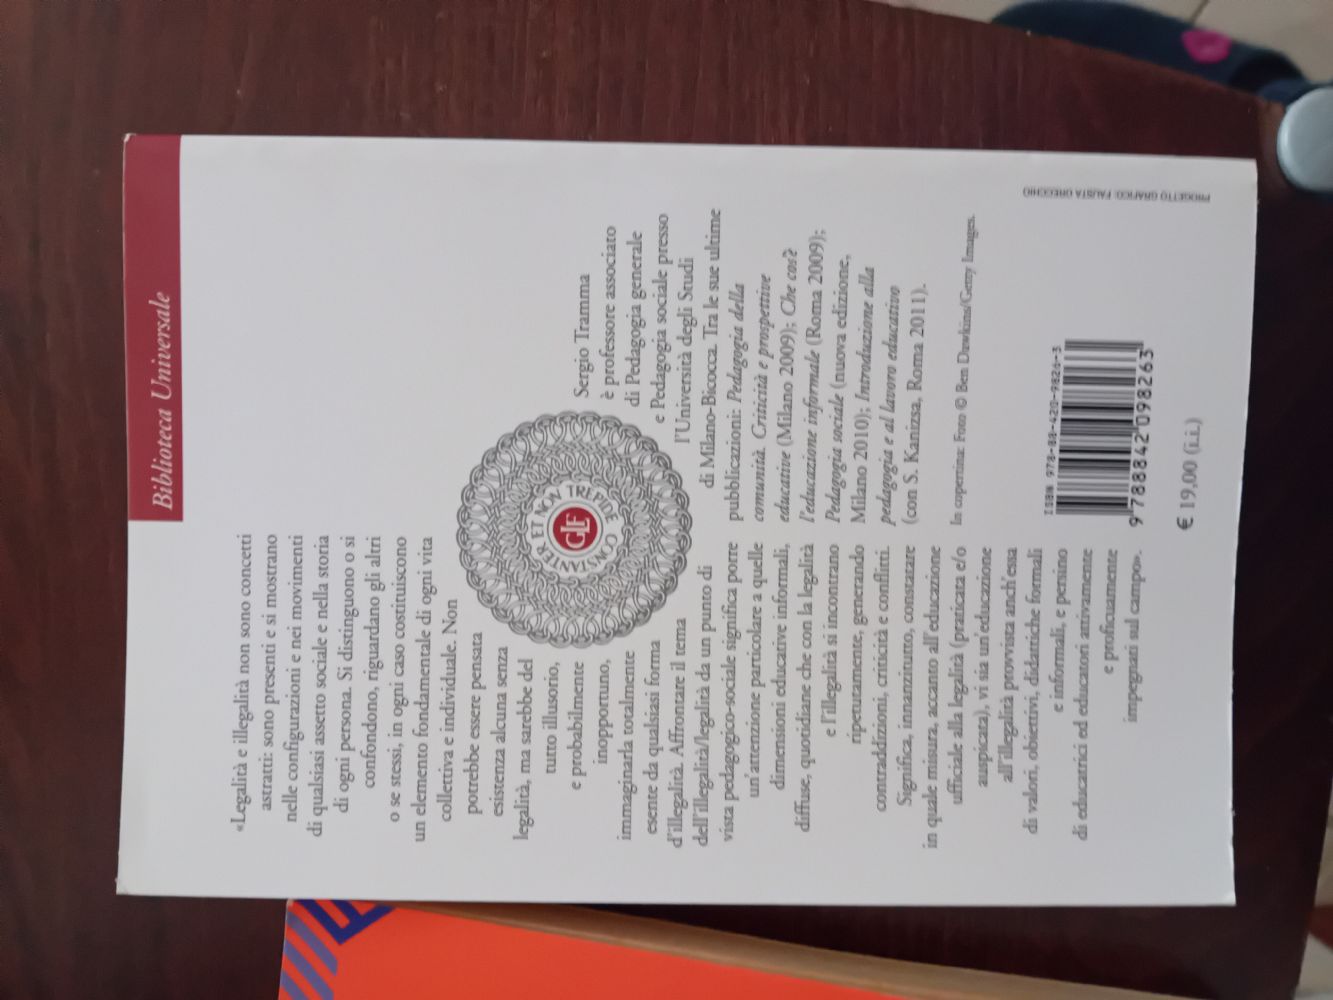 Biblioteca Universale
«Legalità e illegalità non sono concetti
astratti: sono presenti e si mostrano
nelle configurazioni e nei movimenti
di qualsiasi assetto sociale e nella storia
di ogni persona. Si distinguono o si
confondono, riguardano gli altri
o se stessi, in ogni caso costituiscono
un elemento fondamentale di ogni vita
collettiva e individuale. Non
potrebbe essere pensata
esistenza alcuna senza
legalità, ma sarebbe del
tutto illusorio,
e probabilmente
inopportuno,
immaginarla totalmente
esente da qualsiasi forma
d'illegalità. Affrontare il tema
dell'illegalità/legalità da un punto di
vista pedagogico-sociale significa porre
un'attenzione particolare a quelle
dimensioni educative informali,
diffuse, quotidiane che con la legalità
e l'illegalità si incontrano
ripetutamente, generando
contraddizioni, criticità e conflitti.
Significa, innanzitutto, constatare
in quale misura, accanto all'educazione
ufficiale alla legalità (praticata e/o
auspicata), vi sia un'educazione
all'illegalità provvista anch'essa
di valori, obiettivi, didattiche formali
e informali, e persino
di educatrici ed educatori attivamente
e proficuamente
impegnati sul campo».
CONSTANTER ET NON TREPIDE
GLF
Sergio Tramma
è professore associato
di Pedagogia generale
e Pedagogia sociale presso
l'Università degli Studi
di Milano-Bicocca. Tra le sue ultime
pubblicazioni: Pedagogia della
comunità. Criticità e prospettive
educative (Milano 2009); Che cos'è
l'educazione informale (Roma 2009);
Pedagogia sociale (nuova edizione,
Milano 2010); Introduzione alla
pedagogia e al lavoro educativo
(con S. Kanizsa, Roma 2011).
In copertina: Foto © Ben Dawkins/Getty Images.
ISBN 978-88-420-9826-3
9 788842 098263
€ 19,00 (i.i.)
PROGETTO GRAFICO: FAUSTA ORECCHIO